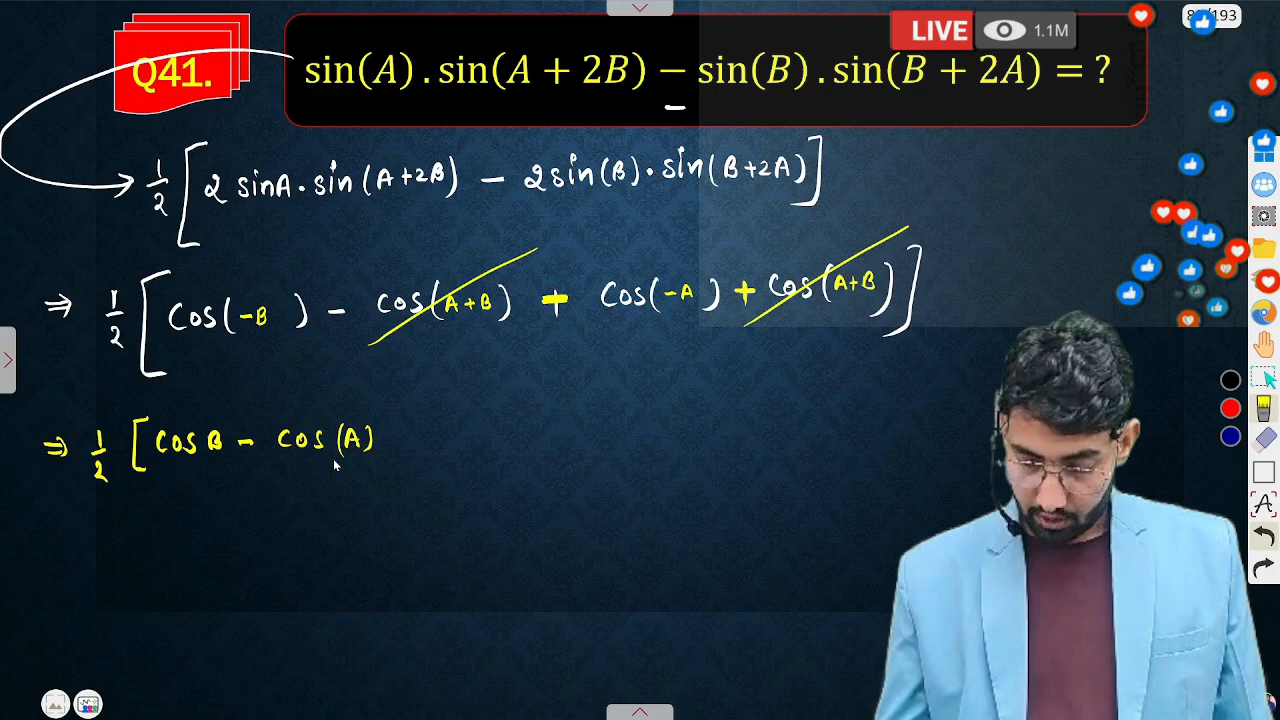 LIVE 1.1M
/193
Q41. sin(A) . sin(A + 2B) − sin(B) . sin(B + 2A) = ?
1/2 [ 2 sinA · sin(A+2B) − 2sin(B) · sin(B+2A) ]
⇒ 1/2 [ Cos(−B ) − cos(A+B) + Cos(−A ) + cos(A+B) ]
⇒ 1/2 [ Cos B − Cos (A)